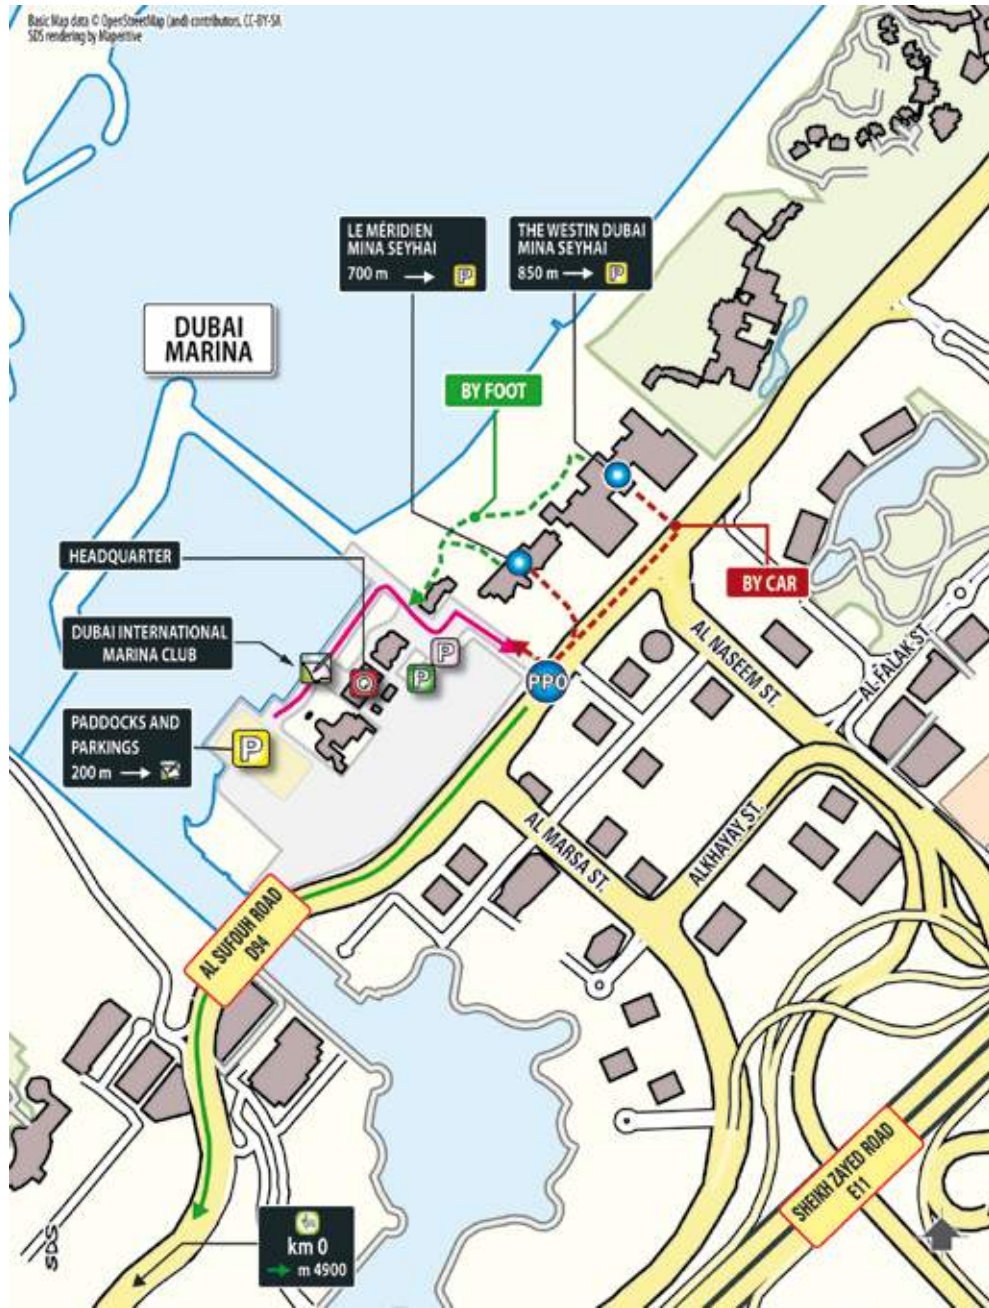 Basic Map data © OpenStreetMap (and) contributors, CC-BY-SA
SDS rendering by Maperitive
LE MÉRIDIEN
MINA SEYHAI
700 m → P
THE WESTIN DUBAI
MINA SEYHAI
850 m → P
DUBAI
MARINA
BY FOOT
HEADQUARTER
BY CAR
DUBAI INTERNATIONAL
MARINA CLUB
P
P
PPO
AL NASEEM ST.
AL-FALAK ST.
PADDOCKS AND
PARKINGS
200 m →
P
AL MARSA ST.
ALKHAYAY ST.
AL SUFOUH ROAD
D94
SHEIKH ZAYED ROAD
E11
SDS
km 0
→ m 4900